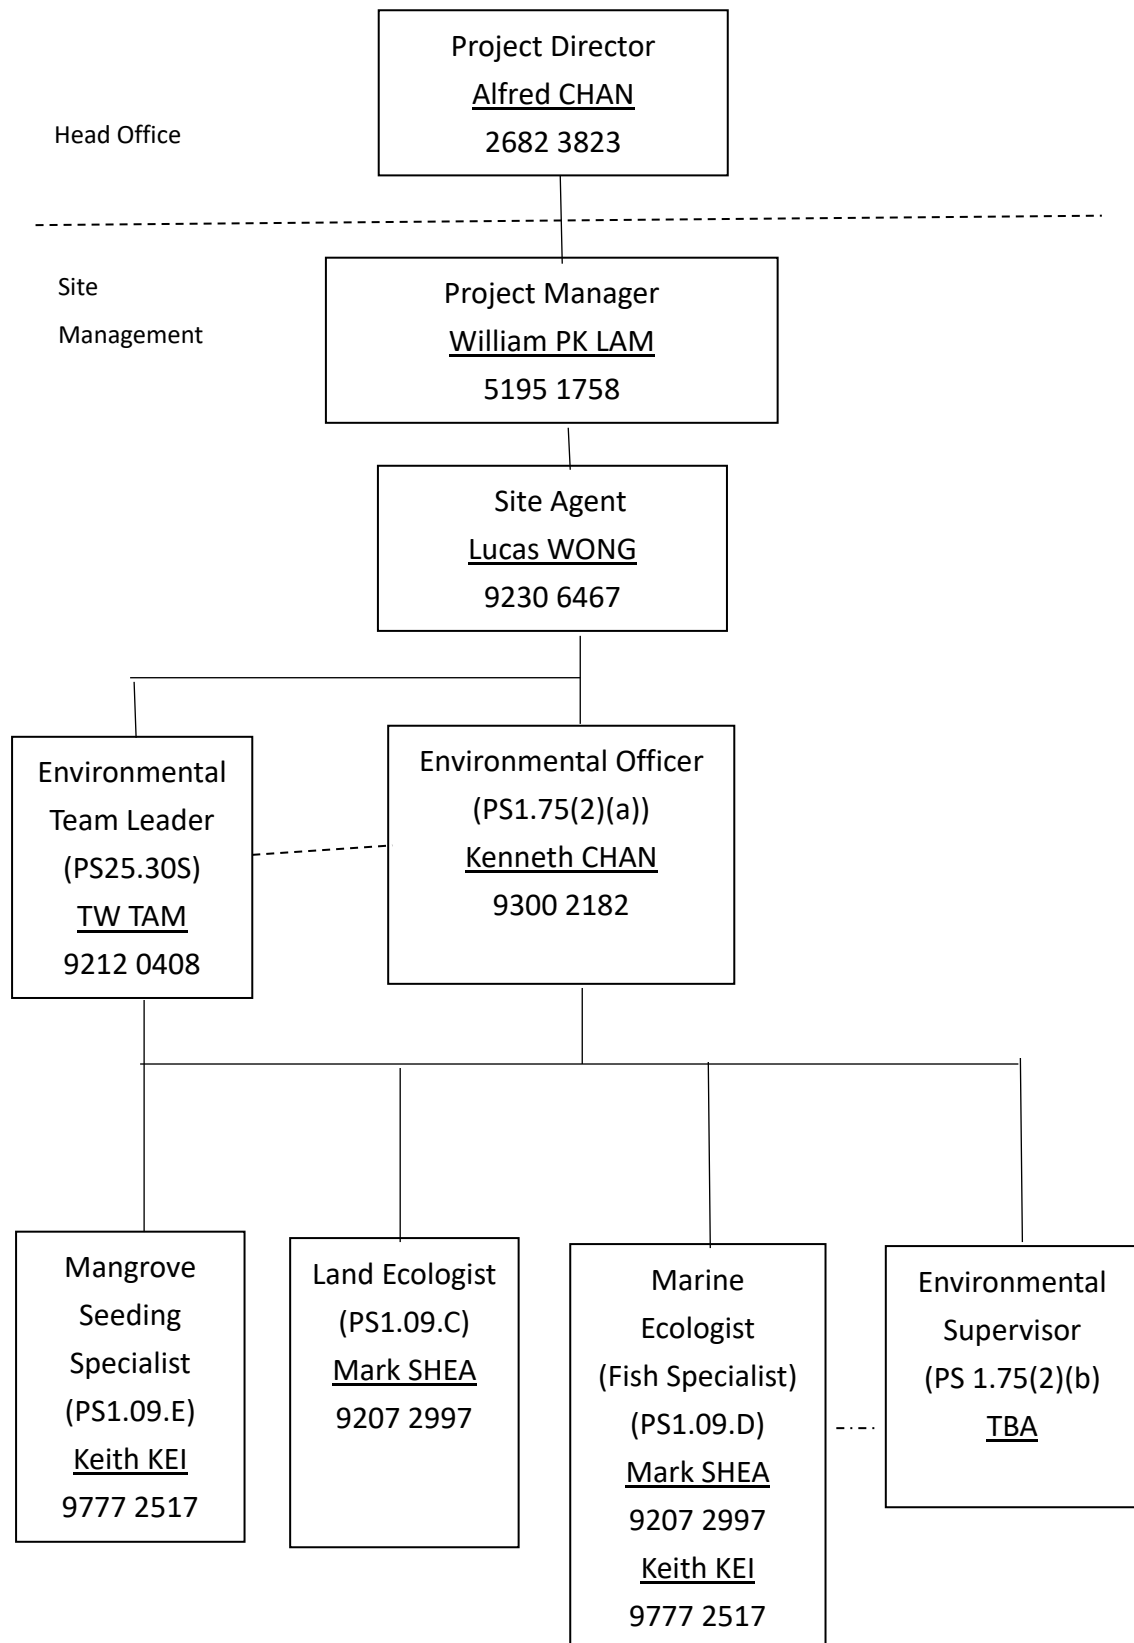 Project Director
Alfred CHAN
2682 3823
Head Office
Site
Management
Project Manager
William PK LAM
5195 1758
Site Agent
Lucas WONG
9230 6467
Environmental
Team Leader
(PS25.30S)
TW TAM
9212 0408
Environmental Officer
(PS1.75(2)(a))
Kenneth CHAN
9300 2182
Mangrove
Seeding
Specialist
(PS1.09.E)
Keith KEI
9777 2517
Land Ecologist
(PS1.09.C)
Mark SHEA
9207 2997
Marine
Ecologist
(Fish Specialist)
(PS1.09.D)
Mark SHEA
9207 2997
Keith KEI
9777 2517
Environmental
Supervisor
(PS 1.75(2)(b)
TBA